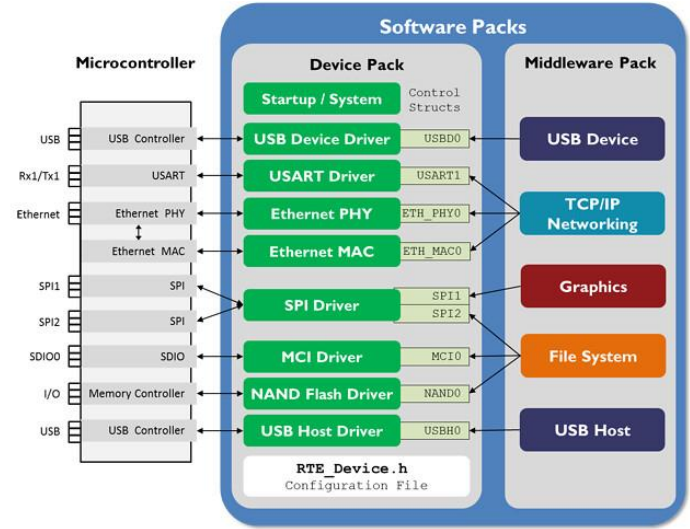 Software Packs
Microcontroller
Device Pack
Middleware Pack
Startup / System
Control
Structs
USB
USB Controller
USB Device Driver
USBD0
USB Device
Rx1/Tx1
USART
USART Driver
USART1
TCP/IP
Networking
Ethernet
Ethernet PHY
Ethernet PHY
ETH_PHY0
Ethernet MAC
Ethernet MAC
ETH_MAC0
SPI1
SPI
SPI Driver
SPI1
Graphics
SPI2
SPI
SPI2
SDIO0
SDIO
MCI Driver
MCI0
File System
I/O
Memory Controller
NAND Flash Driver
NAND0
USB
USB Controller
USB Host Driver
USBH0
USB Host
RTE_Device.h
Configuration File